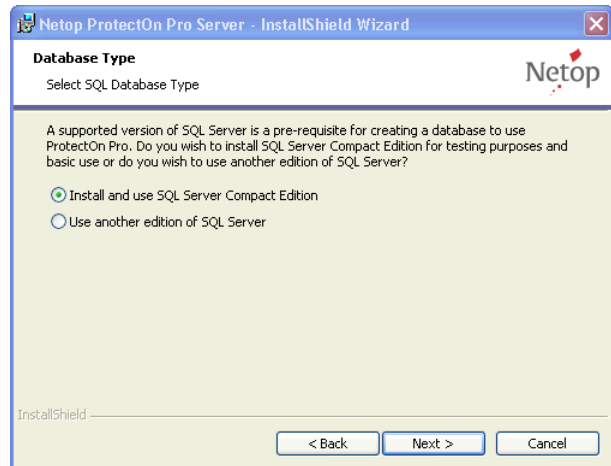 Netop ProtectOn Pro Server - InstallShield Wizard
Database Type
Select SQL Database Type
Netop
A supported version of SQL Server is a pre-requisite for creating a database to use
ProtectOn Pro. Do you wish to install SQL Server Compact Edition for testing purposes and
basic use or do you wish to use another edition of SQL Server?
Install and use SQL Server Compact Edition
Use another edition of SQL Server
InstallShield
< Back
Next >
Cancel